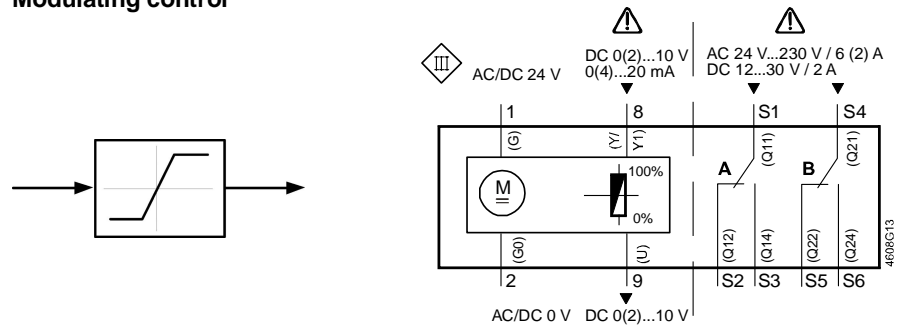 Modulating control
III
AC/DC 24 V
DC 0(2)...10 V
0(4)...20 mA
AC 24 V...230 V / 6 (2) A
DC 12...30 V / 2 A
1
8
S1
S4
(G)
(Y/
Y1)
(Q11)
(Q21)
M
100%
0%
A
B
(G0)
(U)
(Q12)
(Q14)
(Q22)
(Q24)
4608G13
2
9
S2
S3
S5
S6
AC/DC 0 V
DC 0(2)...10 V